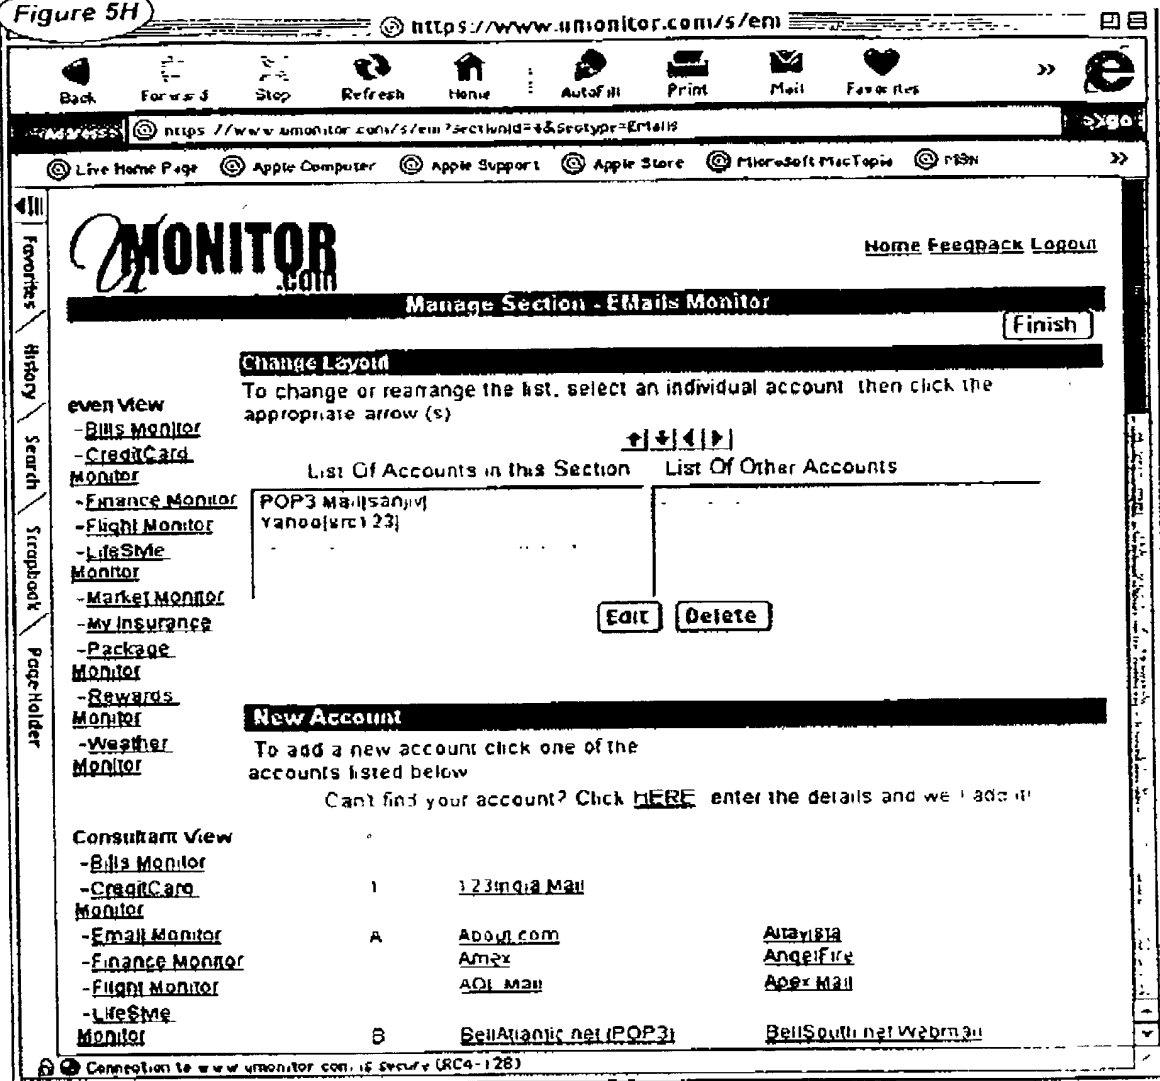 Figure 5H
https://www.umonitor.com/s/em
Back Forward Stop Refresh Home AutoFill Print Mail Favorites »
Address https://www.umonitor.com/s/em?sectionId=4&Sectype=EMails go
Live Home Page Apple Computer Apple Support Apple Store Microsoft MacTopia MSN »
Favorites
History
Search
Scrapbook
Page Holder
UMONITOR
.com
Home Feedback Logout
Manage Section - EMails Monitor
Finish
Change Layout
To change or rearrange the list, select an individual account then click the
appropriate arrow (s)
List Of Accounts in this Section List Of Other Accounts
POP3 Mail[sanjiv]
Yahoo[src123]
Edit Delete
even View
-Bills Monitor
-CreditCard
Monitor
-Finance Monitor
-Flight Monitor
-LifeStyle
Monitor
-Market Monitor
-My Insurance
-Package
Monitor
-Rewards
Monitor
-Weather
Monitor
New Account
To add a new account click one of the
accounts listed below
Can't find your account? Click HERE enter the details and we'll add it!
Consultant View
-Bills Monitor
-CreditCard
Monitor
-Email Monitor
-Finance Monitor
-Flight Monitor
-LifeStyle
Monitor
1 123India Mail
A About.com Altavista
Amex AngelFire
AOL Mail Apex Mail
B BellAtlantic.net (POP3) BellSouth.net Webmail
Connection to www.umonitor.com is secure (RC4-128)